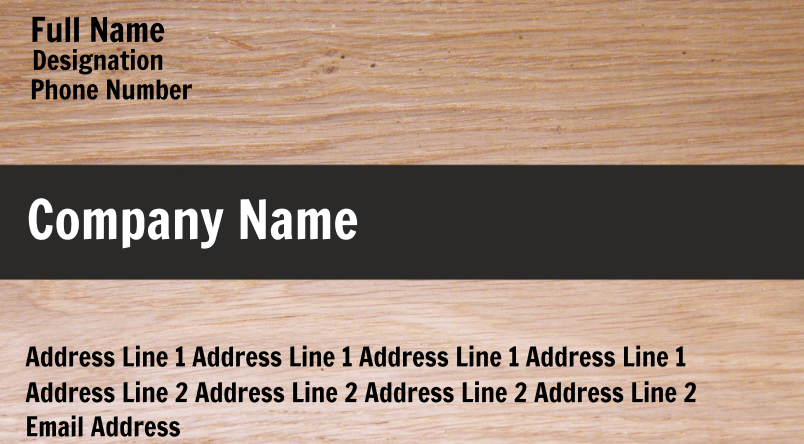 Full Name
Designation
Phone Number
Company Name
Address Line 1 Address Line 1 Address Line 1 Address Line 1
Address Line 2 Address Line 2 Address Line 2 Address Line 2
Email Address